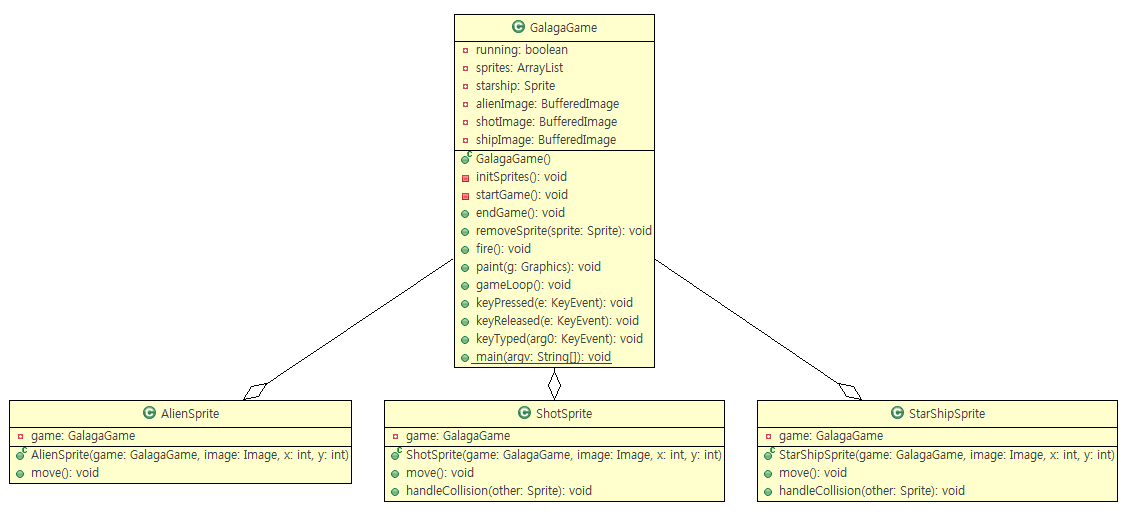 GalagaGame
running: boolean
sprites: ArrayList
starship: Sprite
alienImage: BufferedImage
shotImage: BufferedImage
shipImage: BufferedImage
GalagaGame()
initSprites(): void
startGame(): void
endGame(): void
removeSprite(sprite: Sprite): void
fire(): void
paint(g: Graphics): void
gameLoop(): void
keyPressed(e: KeyEvent): void
keyReleased(e: KeyEvent): void
keyTyped(arg0: KeyEvent): void
main(argv: String[]): void
AlienSprite
game: GalagaGame
AlienSprite(game: GalagaGame, image: Image, x: int, y: int)
move(): void
ShotSprite
game: GalagaGame
ShotSprite(game: GalagaGame, image: Image, x: int, y: int)
move(): void
handleCollision(other: Sprite): void
StarShipSprite
game: GalagaGame
StarShipSprite(game: GalagaGame, image: Image, x: int, y: int)
move(): void
handleCollision(other: Sprite): void